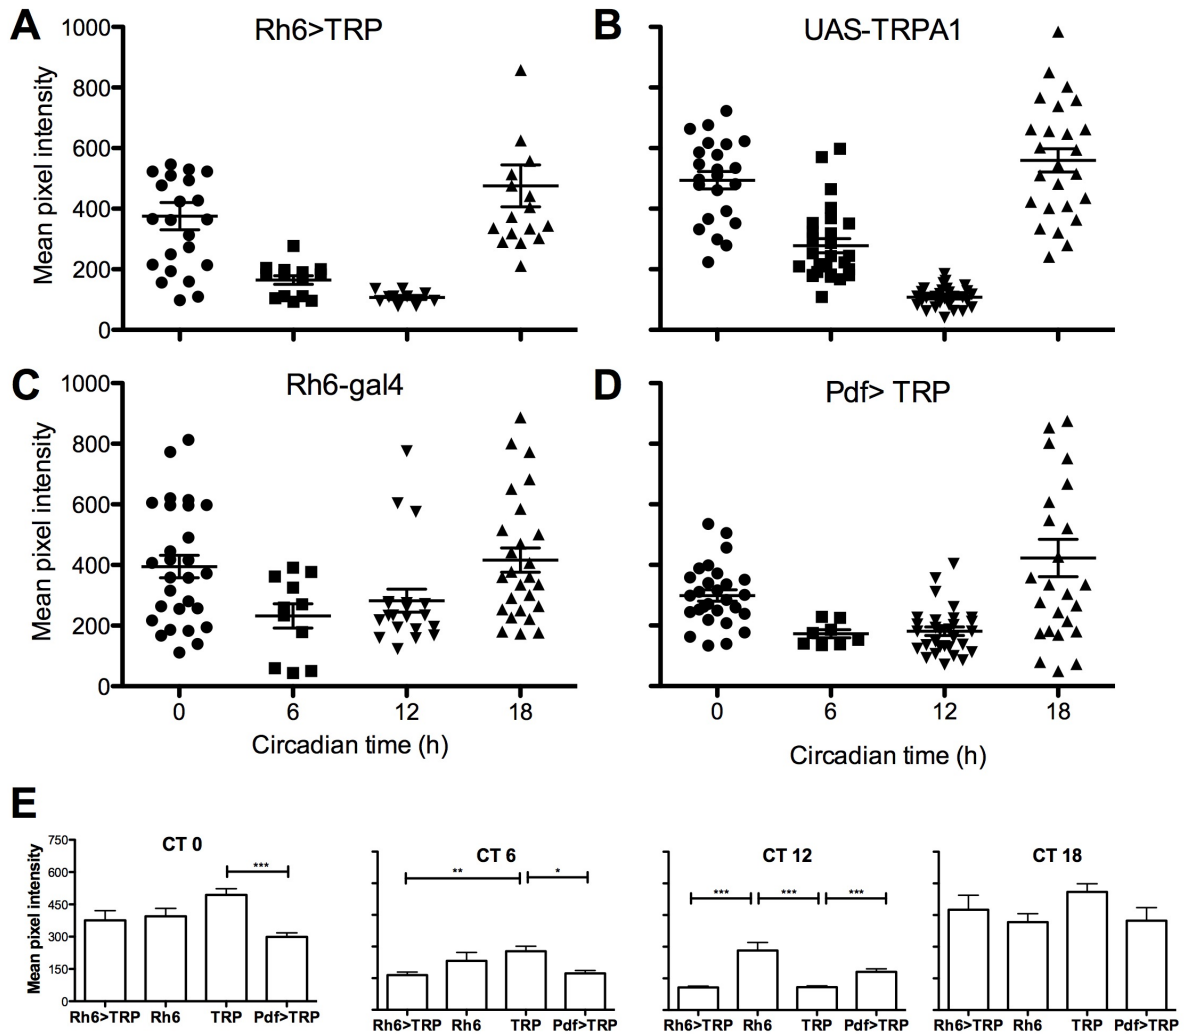 A
Rh6>TRP
B
UAS-TRPA1
Mean pixel intensity
1000
800
600
400
200
0
C
Rh6-gal4
D
Pdf> TRP
Mean pixel intensity
1000
800
600
400
200
0
0 6 12 18
0 6 12 18
Circadian time (h)
Circadian time (h)
E
Mean pixel intensity
750
600
450
300
150
0
CT 0
***
Rh6>TRP Rh6 TRP Pdf>TRP
CT 6
** *
Rh6>TRP Rh6 TRP Pdf>TRP
CT 12
*** *** ***
Rh6>TRP Rh6 TRP Pdf>TRP
CT 18
Rh6>TRP Rh6 TRP Pdf>TRP